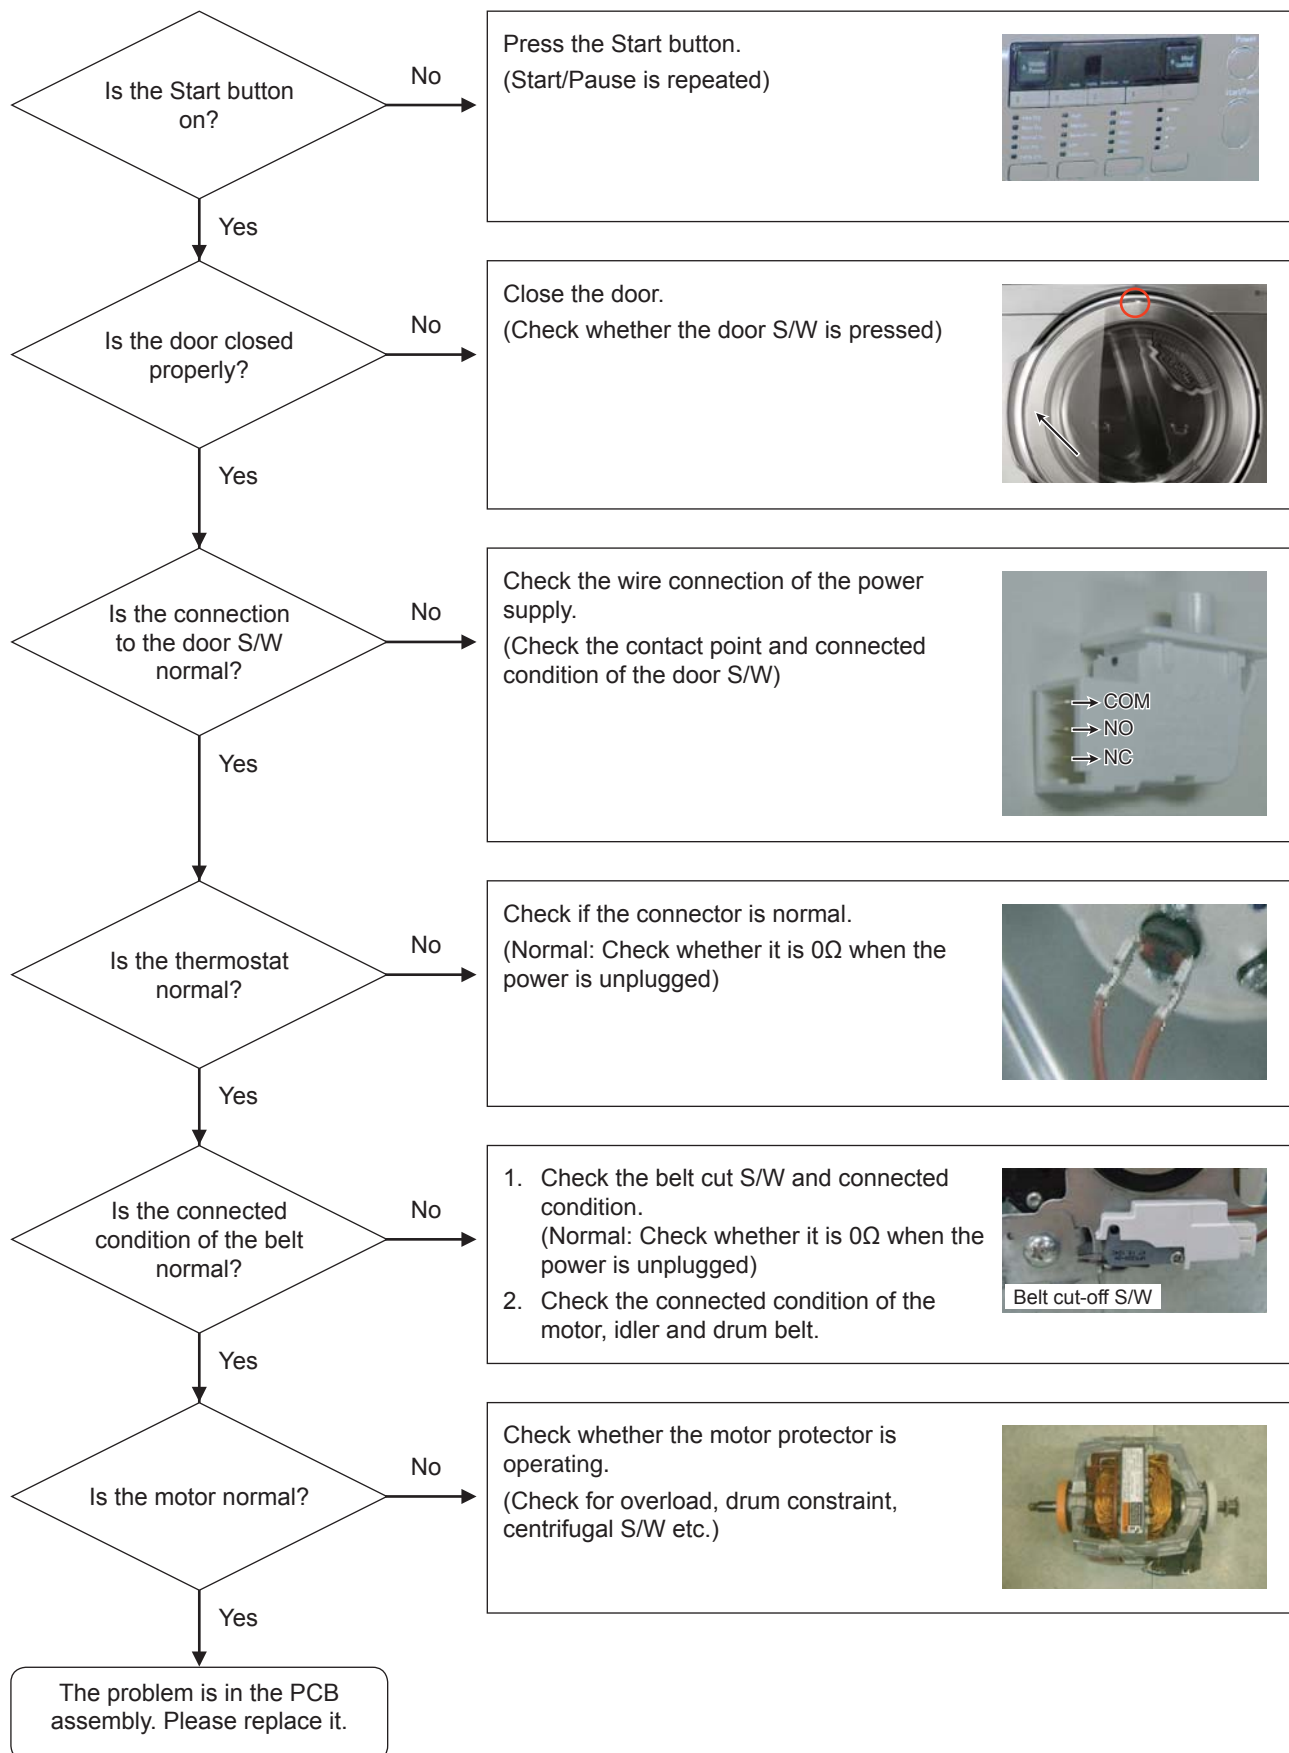 Is the Start button
on?
No
Press the Start button.
(Start/Pause is repeated)
Power
Yes
Is the door closed
properly?
No
Close the door.
(Check whether the door S/W is pressed)
Yes
Is the connection
to the door S/W
normal?
No
Check the wire connection of the power
supply.
(Check the contact point and connected
condition of the door S/W)
COM
NO
NC
Yes
Is the thermostat
normal?
No
Check if the connector is normal.
(Normal: Check whether it is 0Ω when the
power is unplugged)
Yes
Is the connected
condition of the belt
normal?
No
1. Check the belt cut S/W and connected
condition.
(Normal: Check whether it is 0Ω when the
power is unplugged)
2. Check the connected condition of the
motor, idler and drum belt.
Belt cut-off S/W
Yes
Is the motor normal?
No
Check whether the motor protector is
operating.
(Check for overload, drum constraint,
centrifugal S/W etc.)
Yes
The problem is in the PCB
assembly. Please replace it.